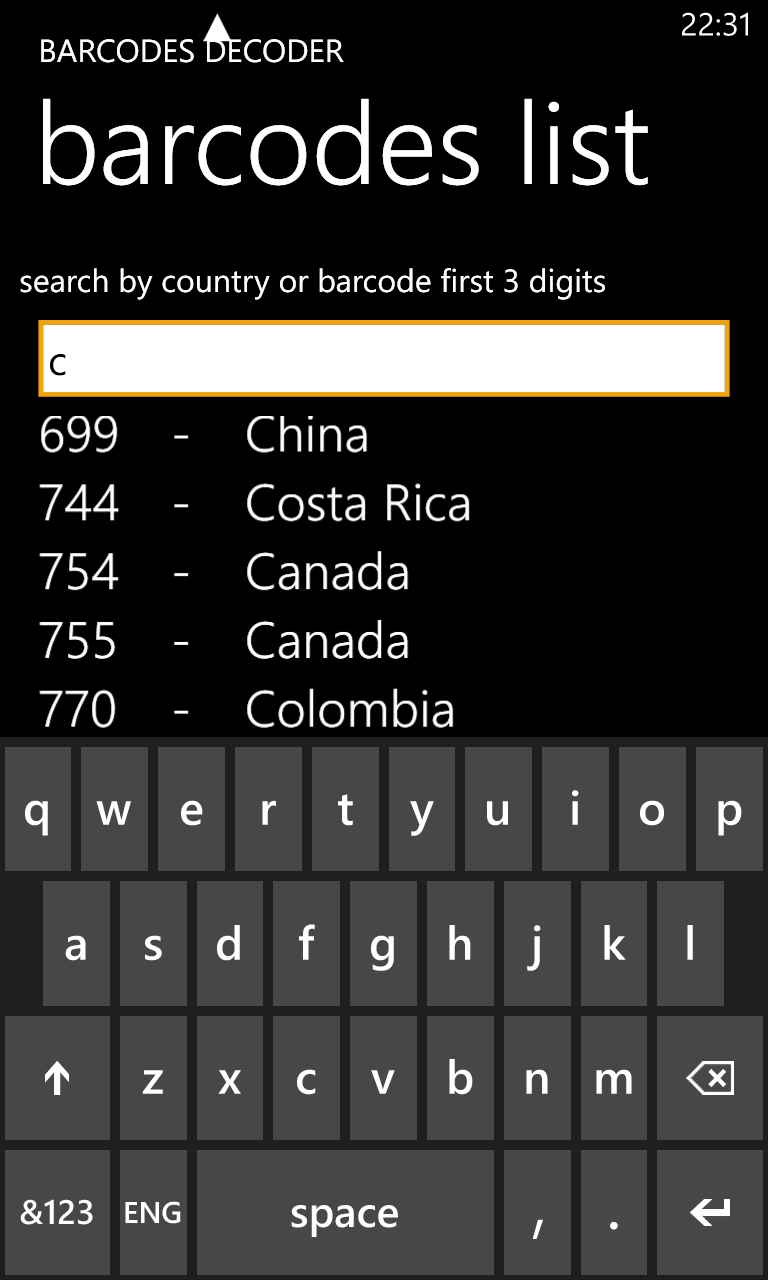 22:31
BARCODES DECODER
barcodes list
search by country or barcode first 3 digits
c
699 - China
744 - Costa Rica
754 - Canada
755 - Canada
770 - Colombia
q w e r t y u i o p
a s d f g h j k l
z x c v b n m
&123 ENG space , .